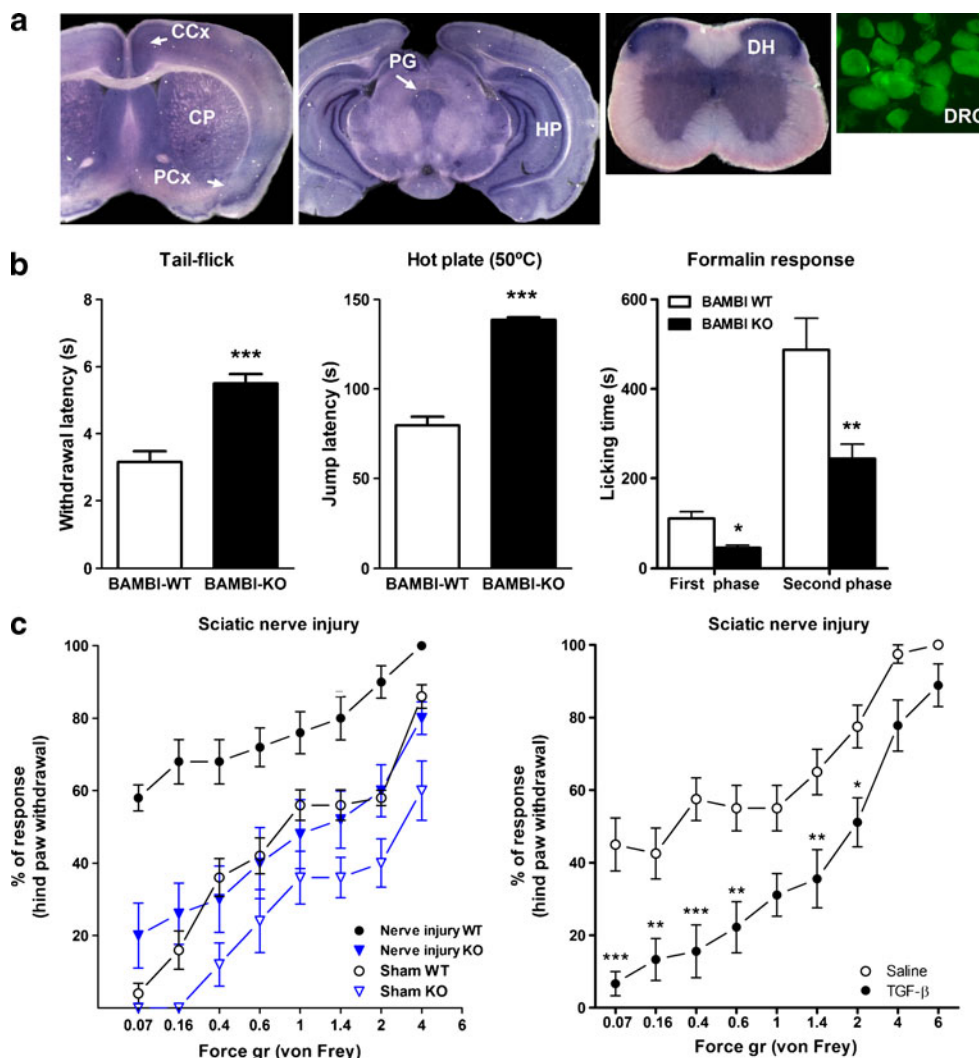 a
CCx
CP
PCx
PG
HP
DH
DRG
b
Tail-flick
Withdrawal latency (s)
8
6
4
2
0
***
BAMBI-WT
BAMBI-KO
Hot plate (50ºC)
Jump latency (s)
150
100
50
0
***
BAMBI-WT
BAMBI-KO
Formalin response
Licking time (s)
600
400
200
0
BAMBI WT
BAMBI KO
*
**
First phase
Second phase
c
Sciatic nerve injury
% of response
(hind paw withdrawal)
100
80
60
40
20
Nerve injury WT
Nerve injury KO
Sham WT
Sham KO
0.07 0.16 0.4 0.6 1 1.4 2 4 6
Force gr (von Frey)
Sciatic nerve injury
% of response
(hind paw withdrawal)
100
80
60
40
20
0
*** ** *** ** ** *
Saline
TGF-β
0.07 0.16 0.4 0.6 1 1.4 2 4 6
Force gr (von Frey)